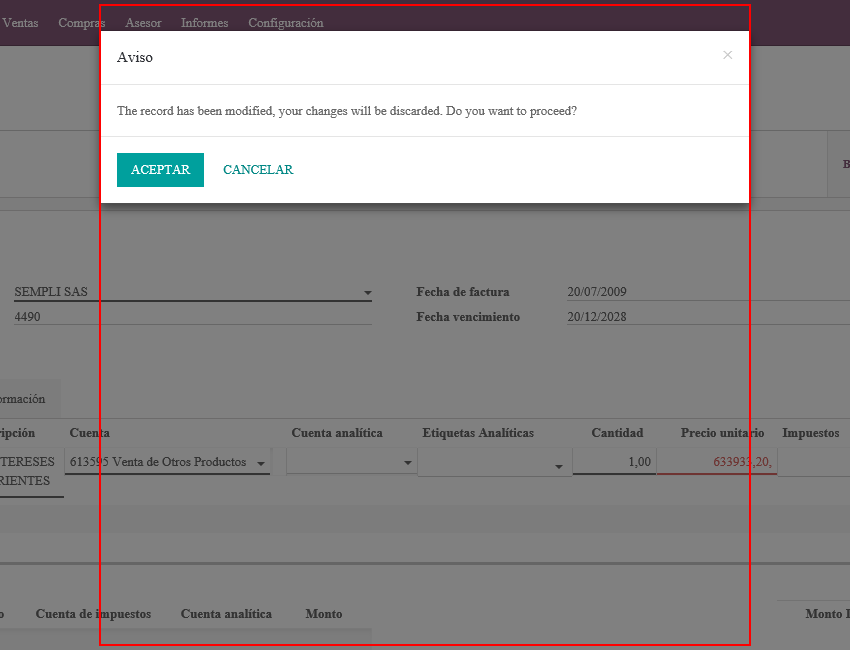 Ventas Compras Asesor Informes Configuración
Aviso ×
The record has been modified, your changes will be discarded. Do you want to proceed?
ACEPTAR CANCELAR
B
SEMPLI SAS Fecha de factura 20/07/2009
4490 Fecha vencimiento 20/12/2028
ormación
ripción Cuenta Cuenta analítica Etiquetas Analíticas Cantidad Precio unitario Impuestos
TERESES 613595 Venta de Otros Productos 1,00 633933,20,
RIENTES
o Cuenta de impuestos Cuenta analítica Monto Monto